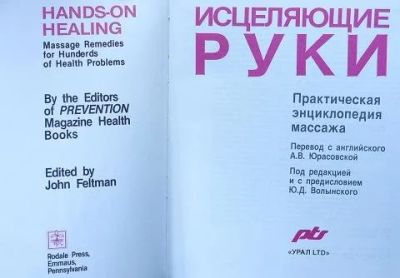 HANDS-ON
HEALING
Massage Remedies
for Hunderds
of Health Problems
By the Editors
of PREVENTION
Magazine Health
Books
Edited by
John Feltman
Rodale Press,
Emmaus,
Pennsylvania
ИСЦЕЛЯЮЩИЕ
РУКИ
Практическая
энциклопедия
массажа
Перевод с английского
А.В. Юрасовской
Под редакцией
и с предисловием
Ю.Д. Волынского
pts
«УРАЛ LTD»